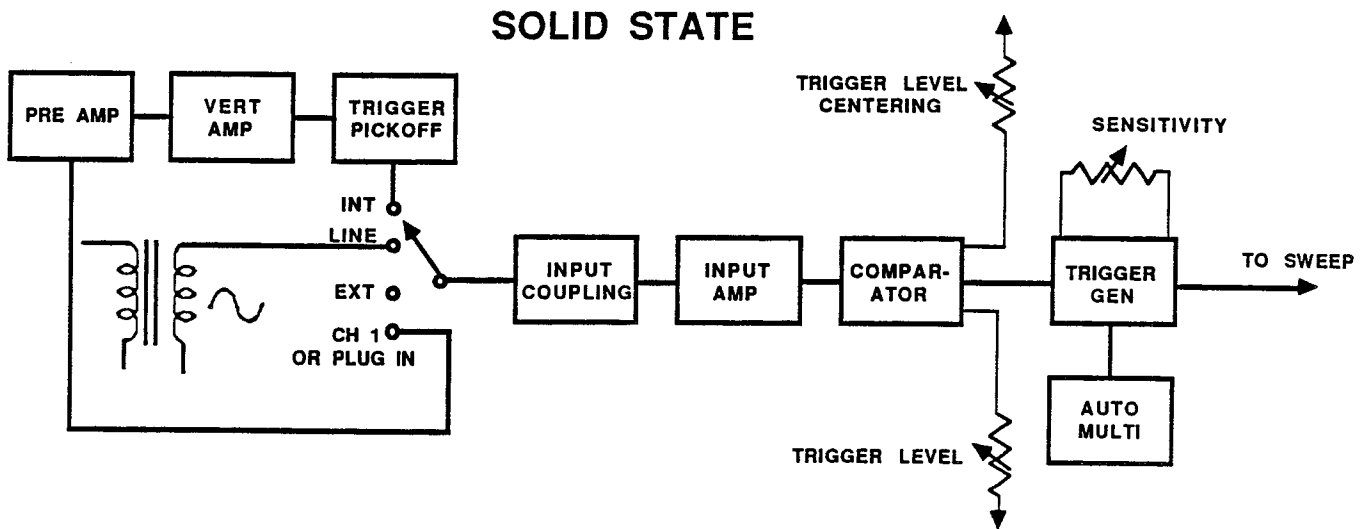 SOLID STATE
PRE AMP
VERT
AMP
TRIGGER
PICKOFF
TRIGGER LEVEL
CENTERING
SENSITIVITY
INT
LINE
EXT
CH 1
OR PLUG IN
INPUT
COUPLING
INPUT
AMP
COMPAR-
ATOR
TRIGGER
GEN
TO SWEEP
AUTO
MULTI
TRIGGER LEVEL